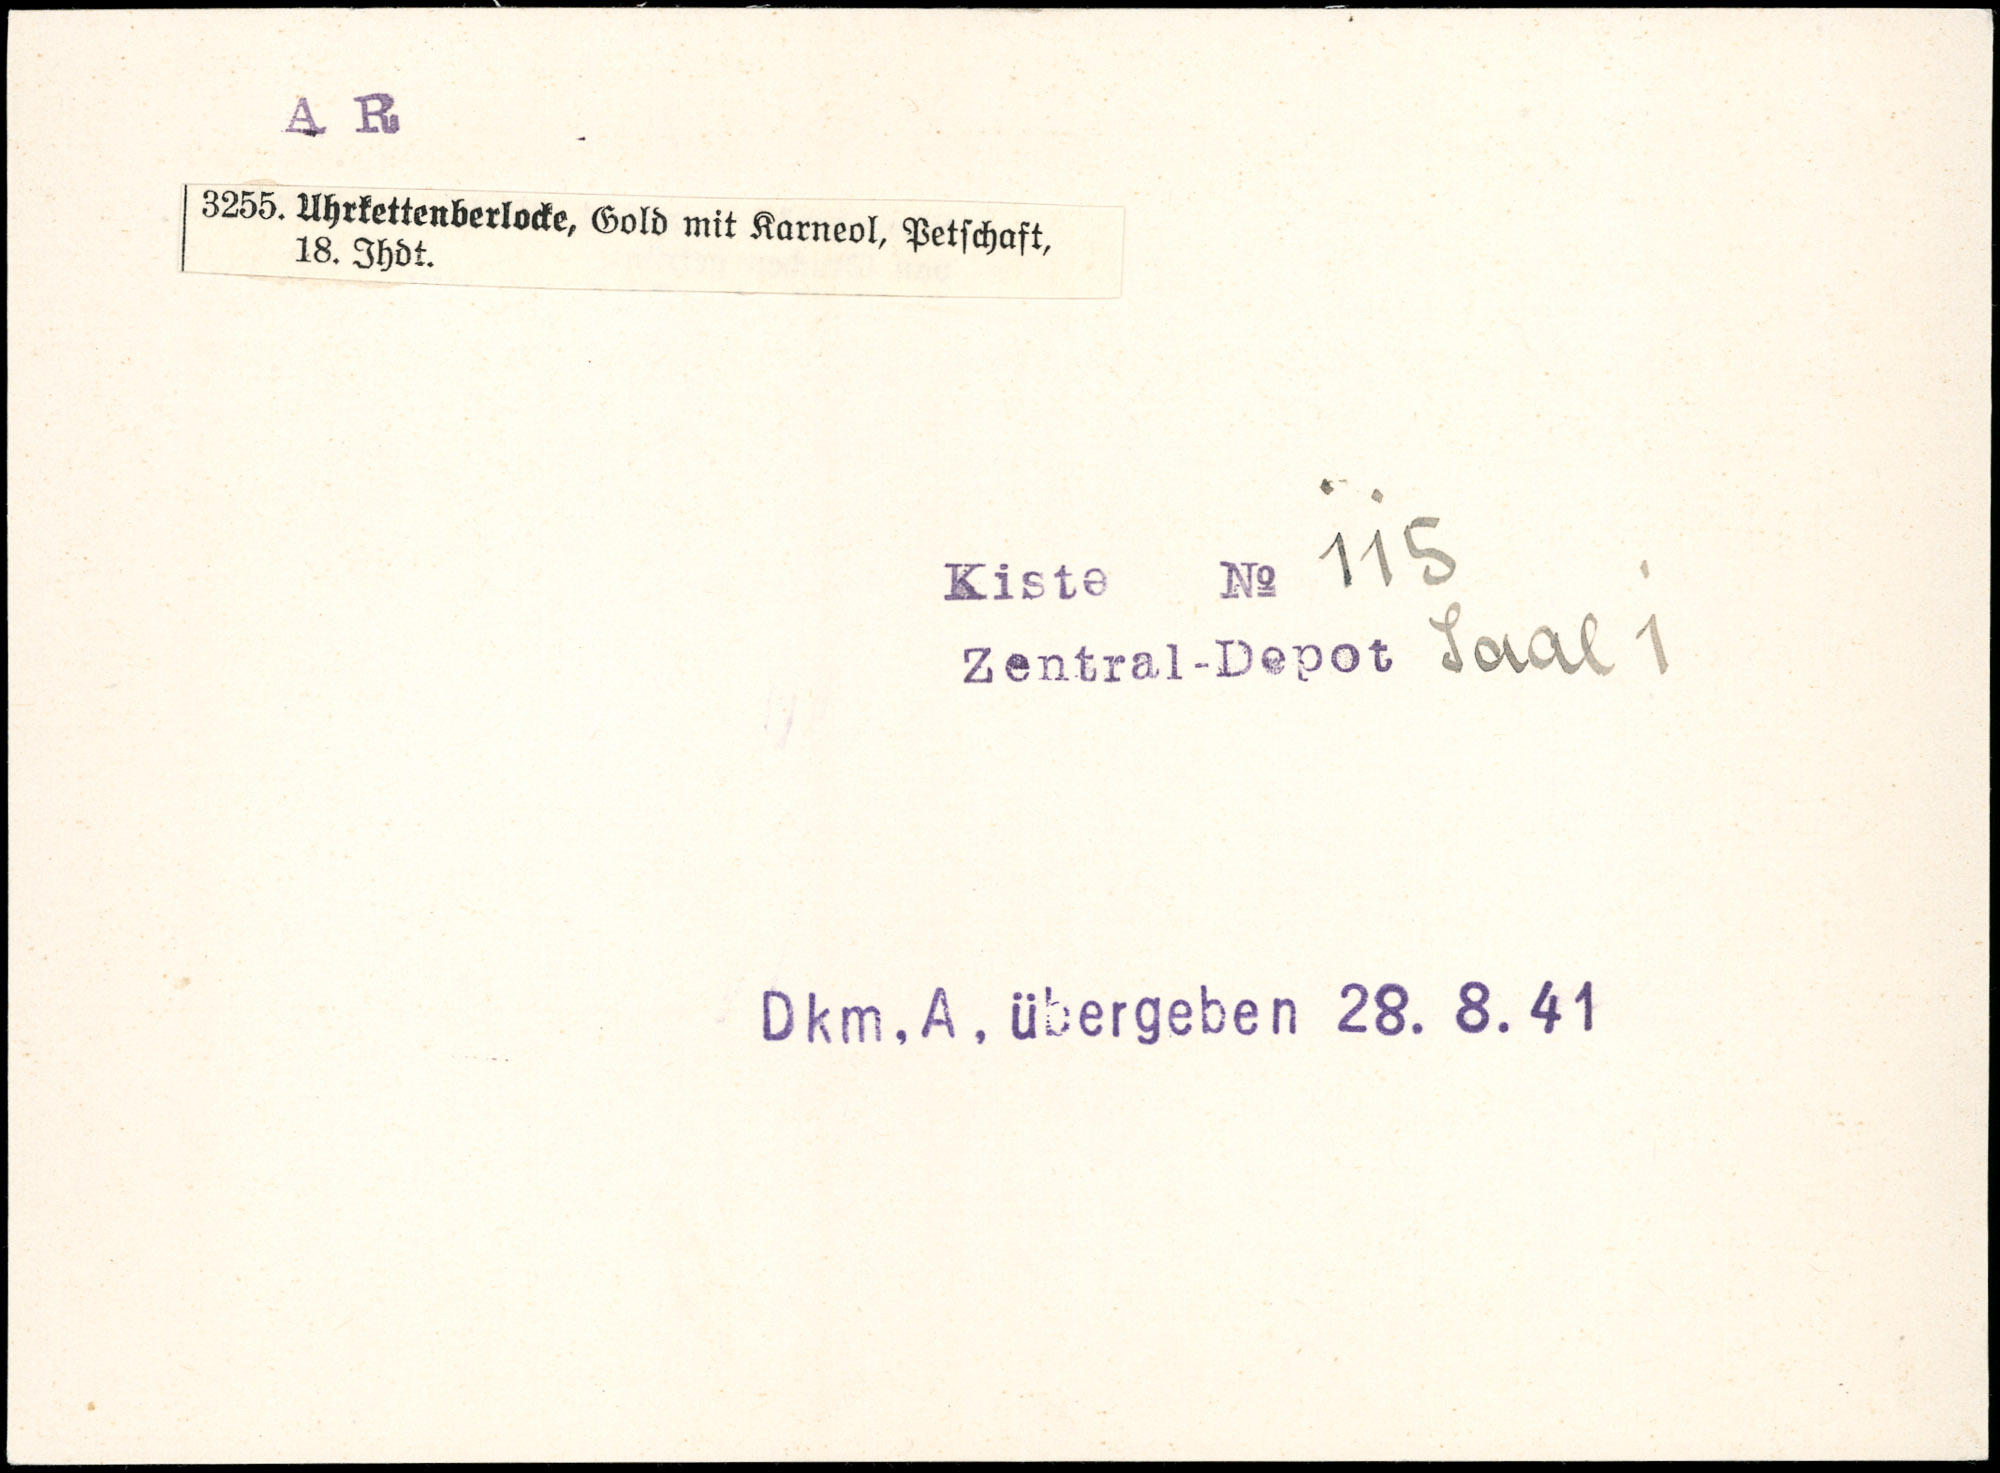 A R
3255. Uhrkettenberlocke, Gold mit Karneol, Petschaft,
18. Jhdt.
Kiste № 115
Zentral-Depot Saal 1
Dkm, A, übergeben 28. 8. 41